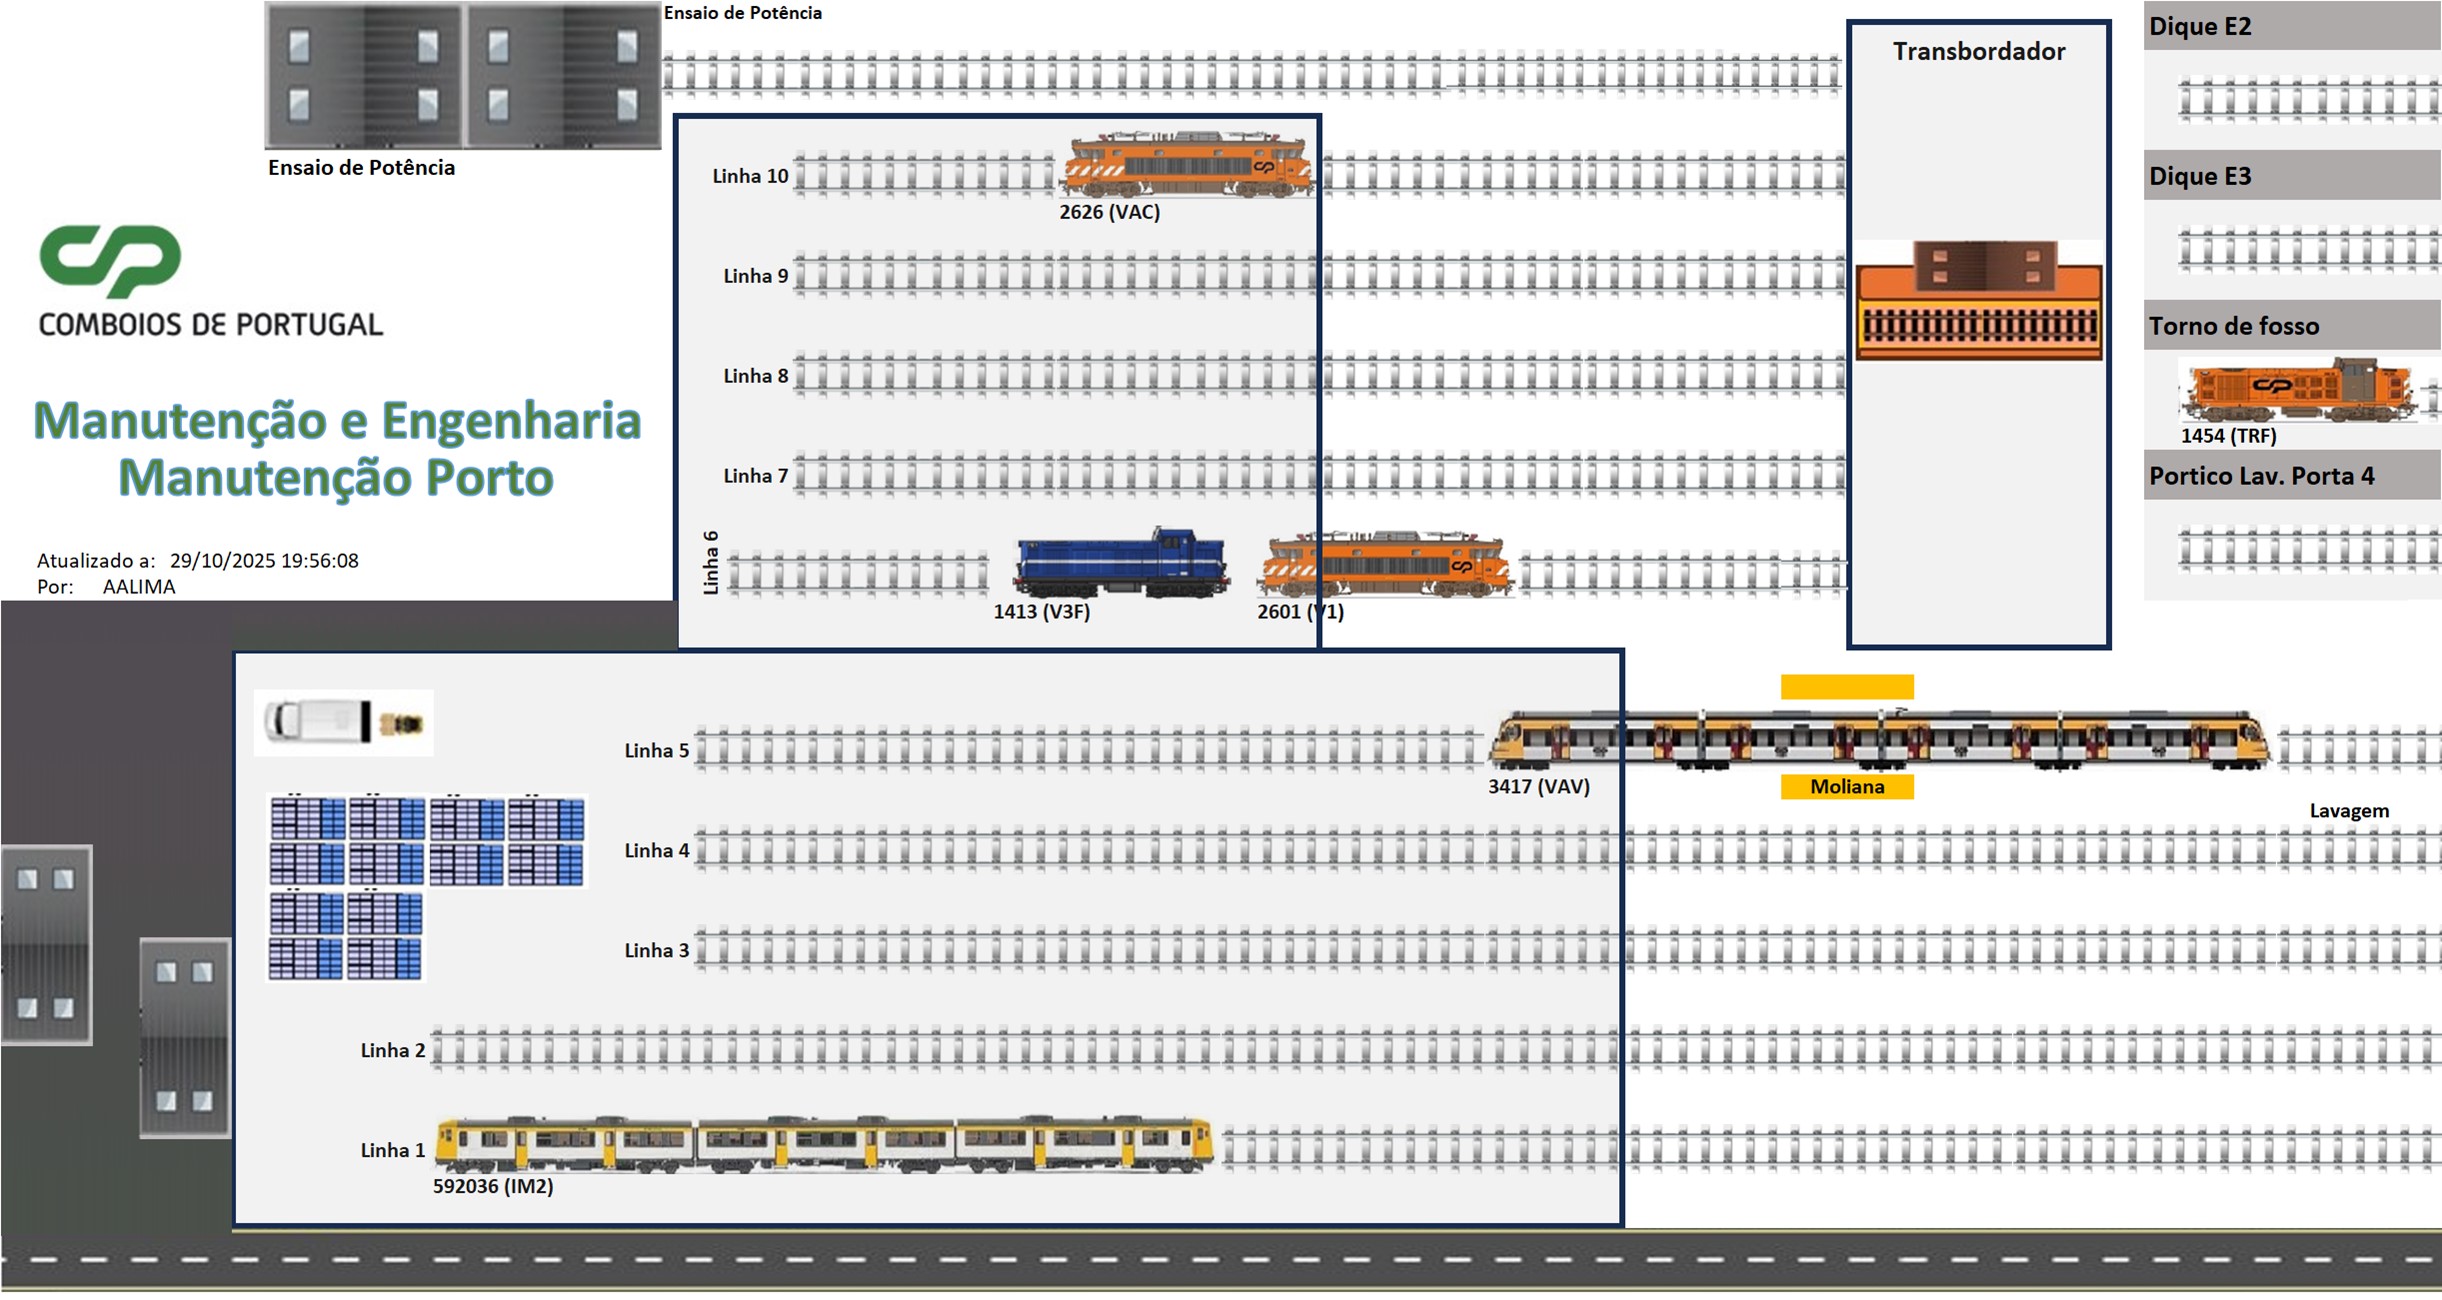 Ensaio de Potência
Ensaio de Potência
Transbordador
Dique E2
Dique E3
Torno de fosso
1454 (TRF)
Portico Lav. Porta 4
CP
COMBOIOS DE PORTUGAL
Manutenção e Engenharia
Manutenção Porto
Atualizado a: 29/10/2025 19:56:08
Por: AALIMA
Linha 10
2626 (VAC)
Linha 9
Linha 8
Linha 7
Linha 6
1413 (V3F)
2601 (V1)
Linha 5
3417 (VAV)
Moliana
Lavagem
Linha 4
Linha 3
Linha 2
Linha 1
592036 (IM2)